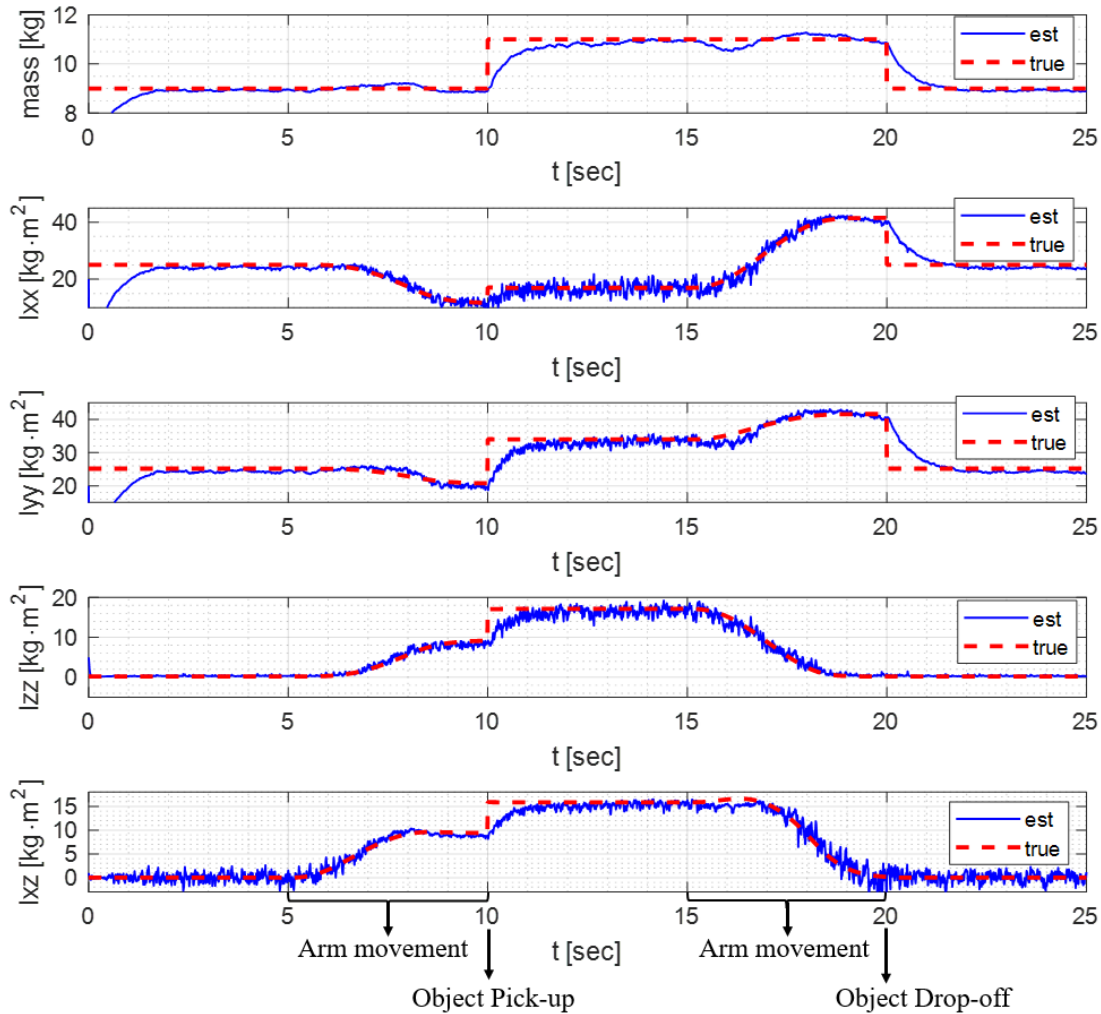 mass [kg]
12
10
8
est
true
0 5 10 15 20 25
t [sec]
Ixx [kg·m²]
40
20
est
true
0 5 10 15 20 25
t [sec]
Iyy [kg·m²]
40
30
20
est
true
0 5 10 15 20 25
t [sec]
Izz [kg·m²]
20
10
0
est
true
0 5 10 15 20 25
t [sec]
Ixz [kg·m²]
15
10
5
0
est
true
0 5 10 15 20 25
Arm movement t [sec] Arm movement
Object Pick-up Object Drop-off